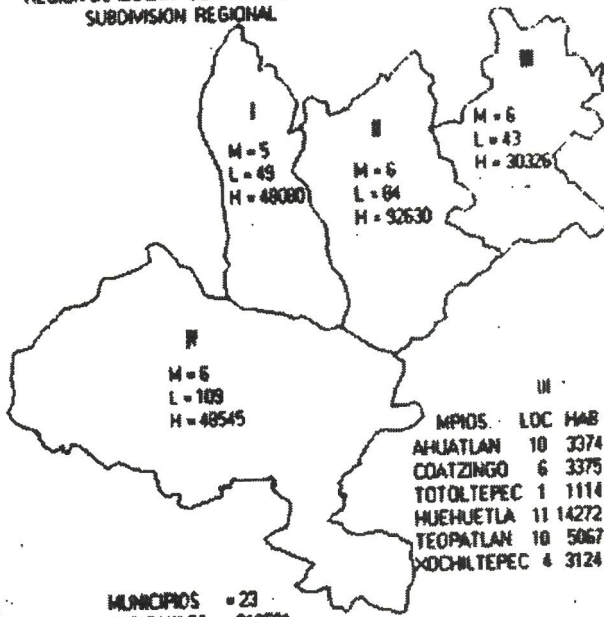 SUBDIVISION REGIONAL
I
M = 5
L = 49
H = 48080
II
M = 6
L = 64
H = 92630
III
M = 6
L = 43
H = 30326
IV
M = 6
L = 109
H = 48545
III
MPIOS. LOC HAB
AHUATLAN 10 3374
COATZINGO 6 3375
TOTOLTEPEC 1 1114
HUEHUETLA 11 14272
TEOPATLAN 10 5067
XOCHILTEPEC 4 3124
MUNICIPIOS = 23